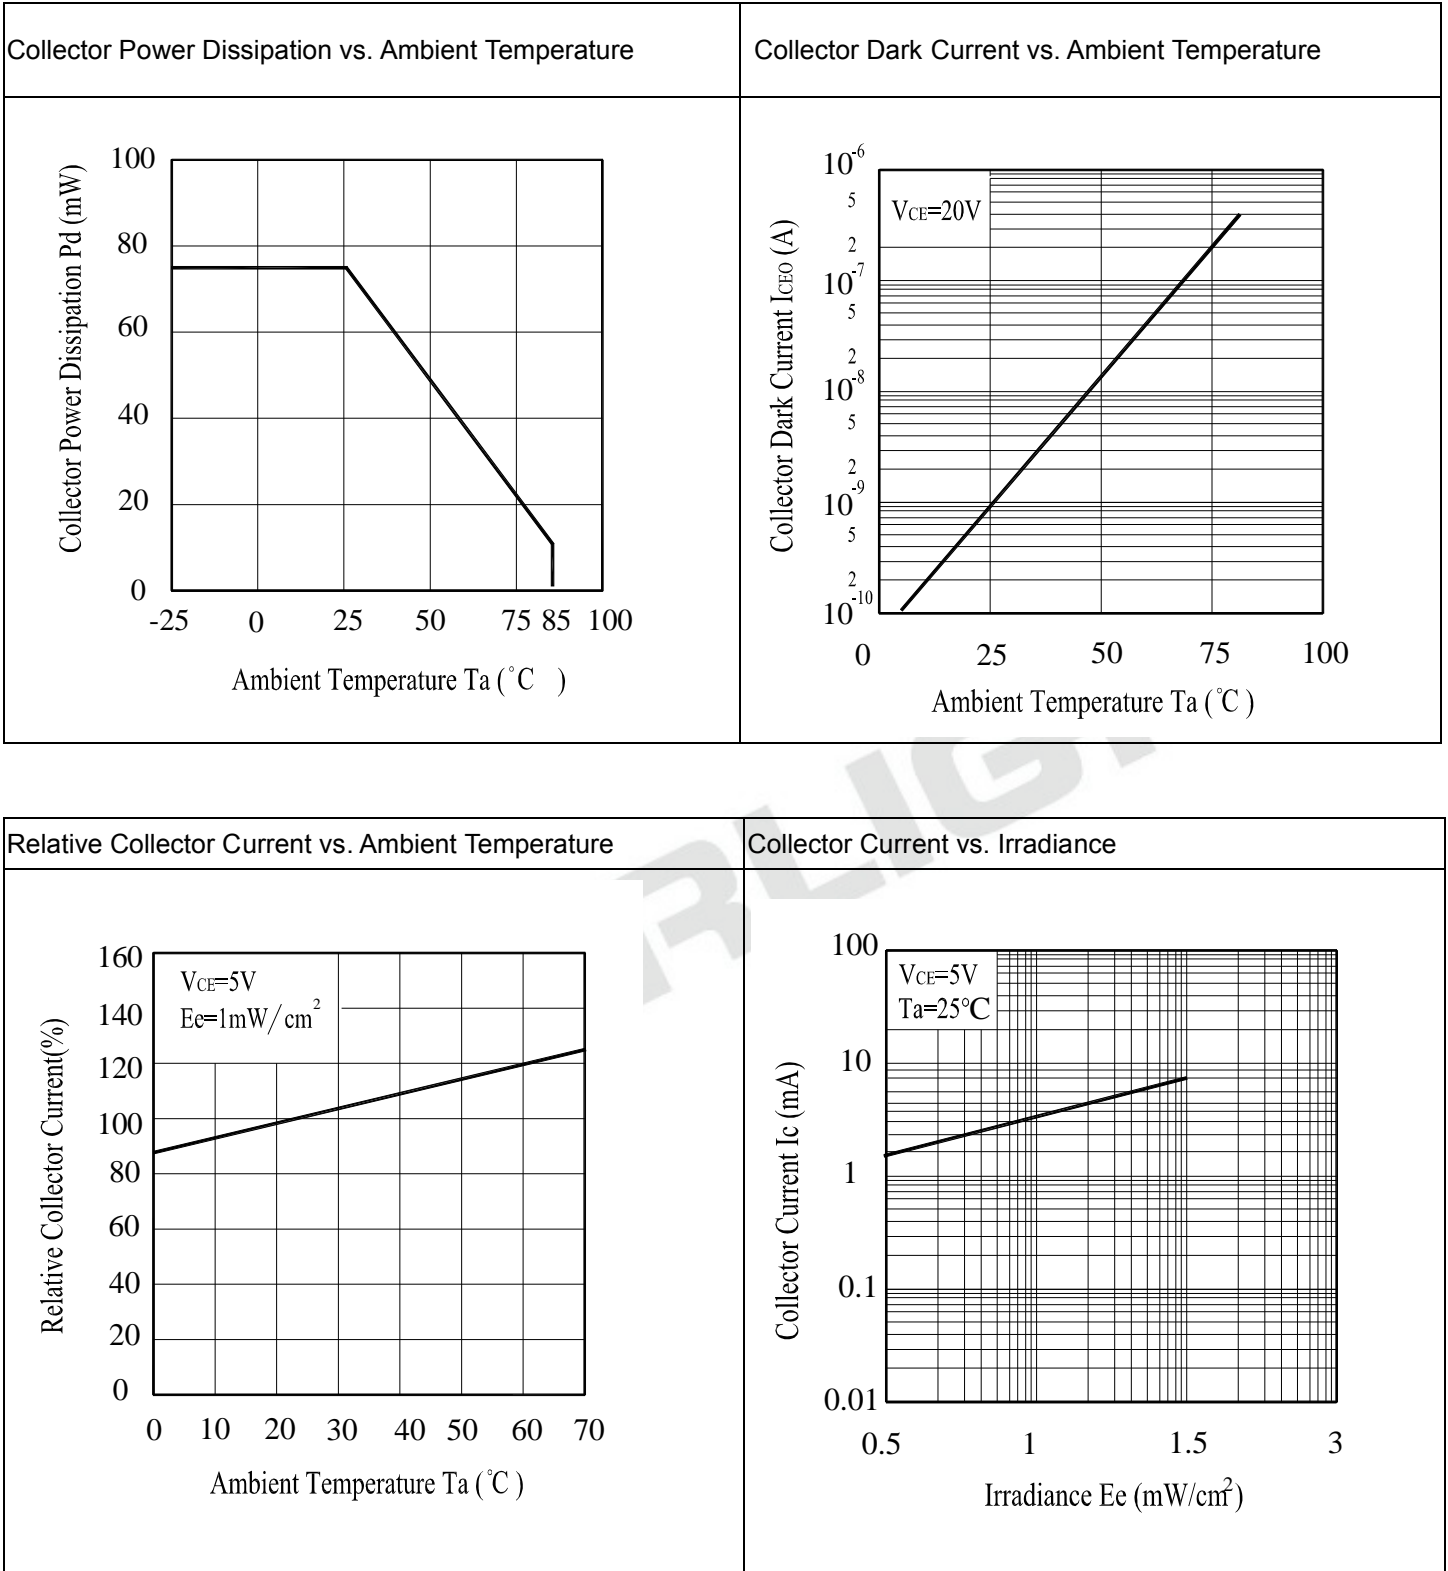 Collector Power Dissipation vs. Ambient Temperature
Collector Dark Current vs. Ambient Temperature
Collector Power Dissipation Pd (mW)
100
80
60
40
20
0
-25 0 25 50 75 85 100
Ambient Temperature Ta (°C )
Collector Dark Current ICEO (A)
VCE=20V
10-6
5
2
10-7
5
2
10-8
5
2
10-9
5
2
10-10
0 25 50 75 100
Ambient Temperature Ta (°C )
Relative Collector Current vs. Ambient Temperature
Collector Current vs. Irradiance
Relative Collector Current(%)
VCE=5V
Ee=1mW/cm2
160
140
120
100
80
60
40
20
0
0 10 20 30 40 50 60 70
Ambient Temperature Ta (°C )
Collector Current Ic (mA)
VCE=5V
Ta=25℃
100
10
1
0.1
0.01
0.5 1 1.5 3
Irradiance Ee (mW/cm2)